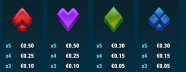 x5 €0.50 x5 €0.50 x5 €0.30 x5 €0.30
x4 €0.25 x4 €0.25 x4 €0.15 x4 €0.15
x3 €0.10 x3 €0.10 x3 €0.05 x3 €0.05